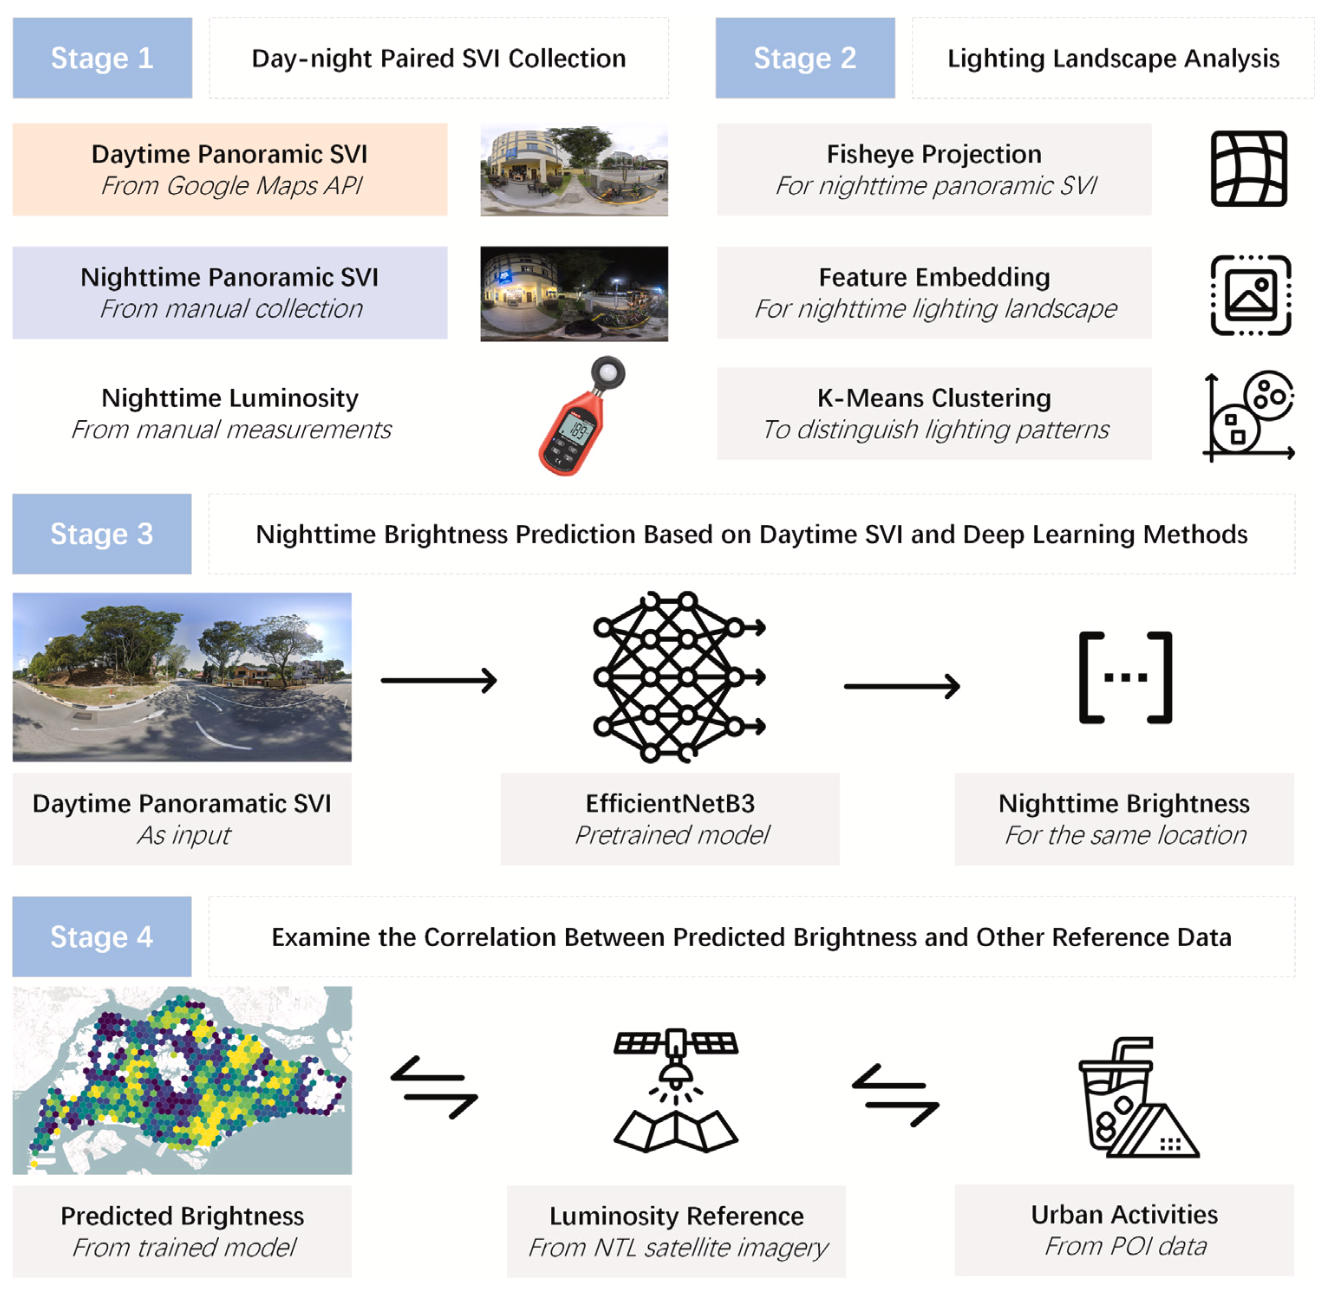 Stage 1
Day-night Paired SVI Collection
Daytime Panoramic SVI
From Google Maps API
Nighttime Panoramic SVI
From manual collection
Nighttime Luminosity
From manual measurements
189
Stage 2
Lighting Landscape Analysis
Fisheye Projection
For nighttime panoramic SVI
Feature Embedding
For nighttime lighting landscape
K-Means Clustering
To distinguish lighting patterns
Stage 3
Nighttime Brightness Prediction Based on Daytime SVI and Deep Learning Methods
Daytime Panoramatic SVI
As input
EfficientNetB3
Pretrained model
[...]
Nighttime Brightness
For the same location
Stage 4
Examine the Correlation Between Predicted Brightness and Other Reference Data
Predicted Brightness
From trained model
Luminosity Reference
From NTL satellite imagery
Urban Activities
From POI data